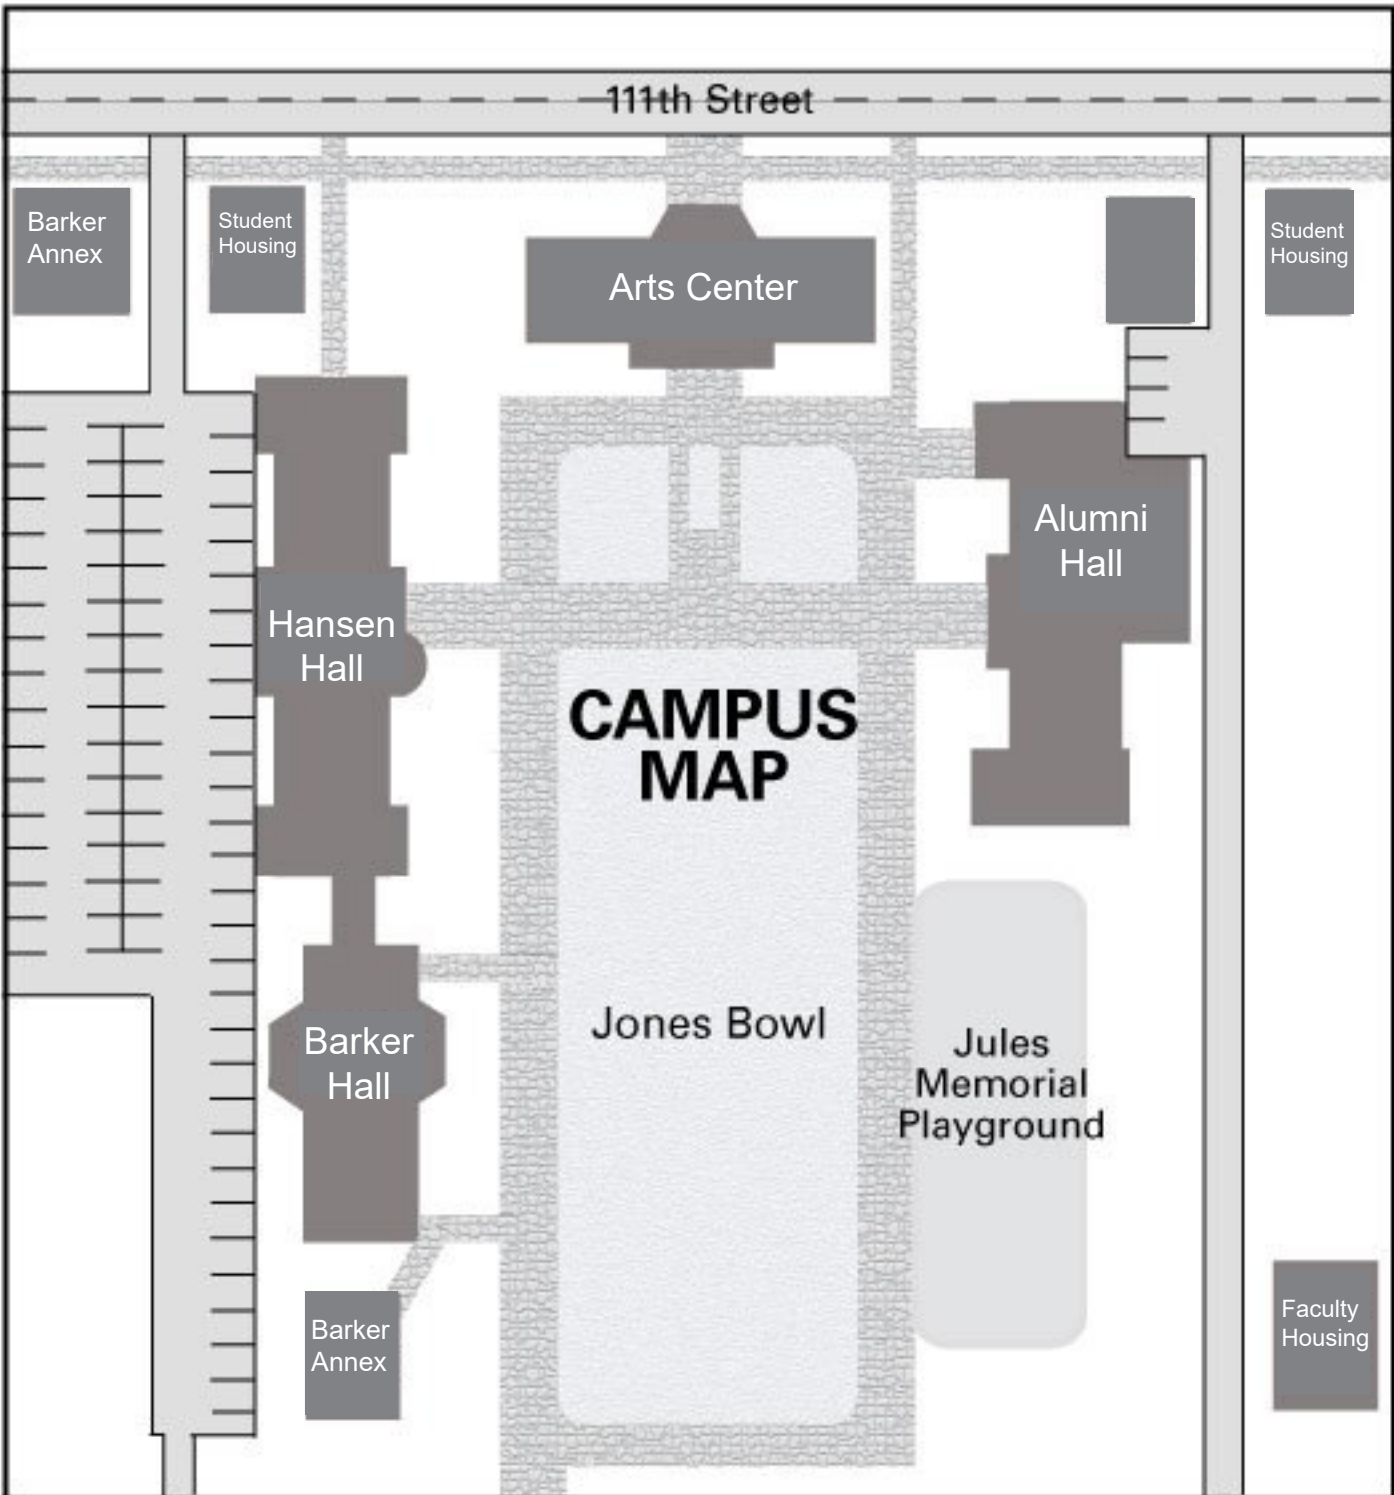 111th Street
Barker
Annex
Student
Housing
Arts Center
Student
Housing
Alumni
Hall
Hansen
Hall
CAMPUS
MAP
Jones Bowl
Barker
Hall
Jules
Memorial
Playground
Barker
Annex
Faculty
Housing